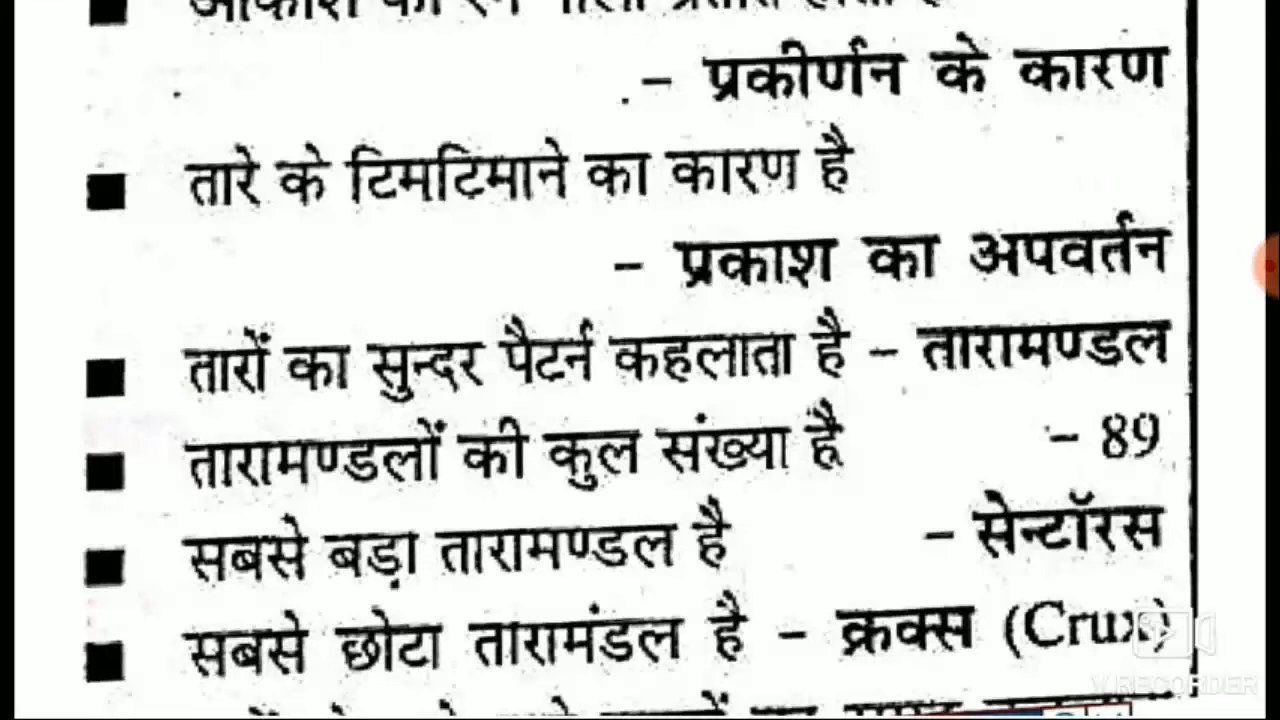 - प्रकीर्णन के कारण
■ तारे के टिमटिमाने का कारण है
- प्रकाश का अपवर्तन
■ तारों का सुन्दर पैटर्न कहलाता है - तारामण्डल
■ तारामण्डलों की कुल संख्या है - 89
■ सबसे बड़ा तारामण्डल है - सेन्टॉरस
■ सबसे छोटा तारामंडल है - क्रक्स (Crux)
V RECORDER